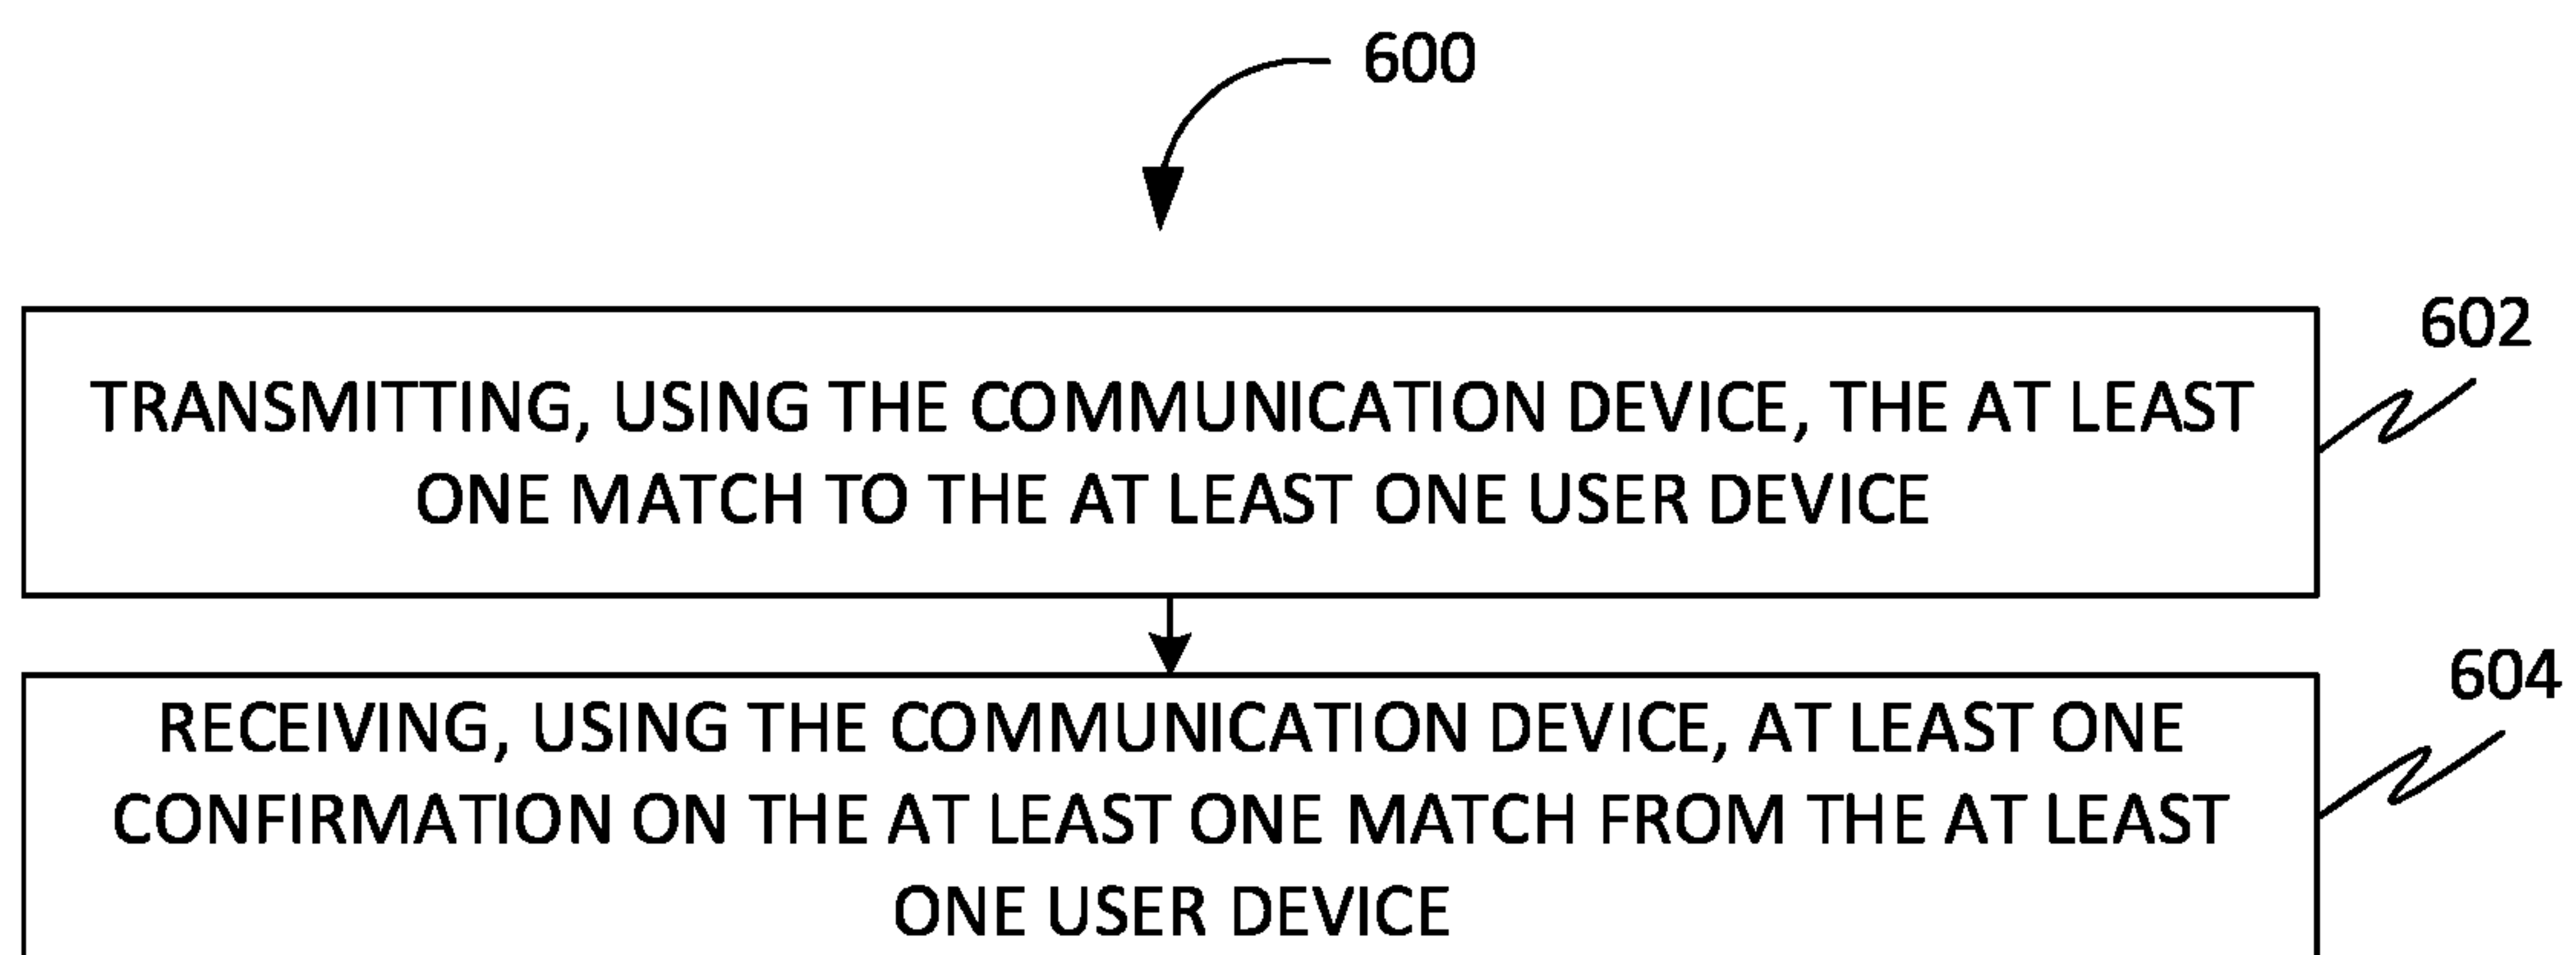 600
602
TRANSMITTING, USING THE COMMUNICATION DEVICE, THE AT LEAST
ONE MATCH TO THE AT LEAST ONE USER DEVICE
604
RECEIVING, USING THE COMMUNICATION DEVICE, AT LEAST ONE
CONFIRMATION ON THE AT LEAST ONE MATCH FROM THE AT LEAST
ONE USER DEVICE